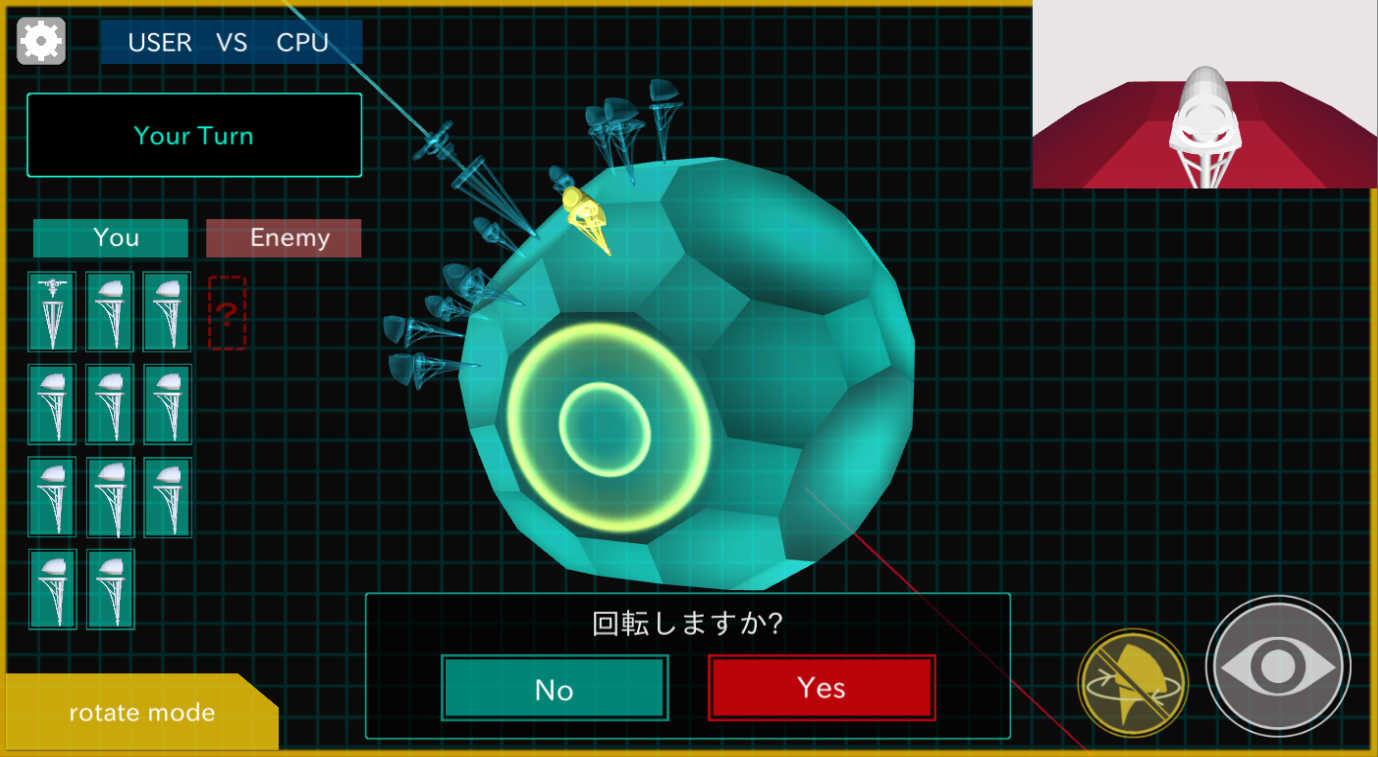 USER VS CPU
Your Turn
You
Enemy
?
回転しますか?
No
Yes
rotate mode